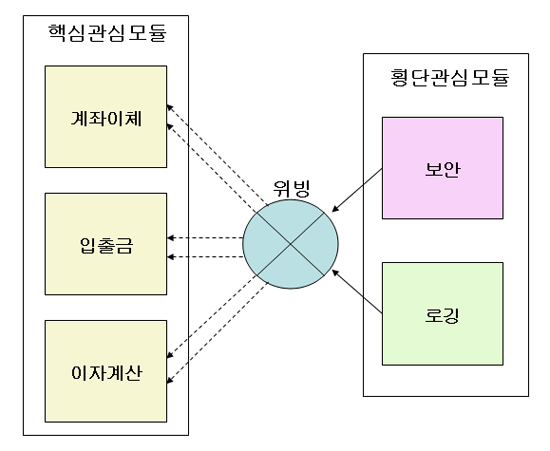 핵심관심모듈
계좌이체
입출금
이자계산
위빙
횡단관심모듈
보안
로깅